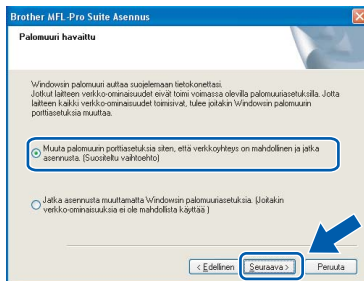 Brother MFL-Pro Suite Asennus
Palomuuri havaittu
Windowsin palomuuri auttaa suojelemaan tietokonettasi.
Jotkut laitteen verkko-ominaisuudet eivät toimi voimassa olevilla palomuuriasetuksilla. Jotta
laitteen kaikki verkko-ominaisuudet toimisivat, tulee joitakin Windowsin palomuurin
porttiasetuksia muuttaa.
Muuta palomuurin porttiasetuksia siten, että verkkoyhteys on mahdollinen ja jatka
asennusta. (Suositeltu vaihtoehto)
Jatka asennusta muuttamatta Windowsin palomuuriasetuksia. (Joitakin
verkko-ominaisuuksia ei ole mahdollista käyttää )
< Edellinen Seuraava > Peruuta